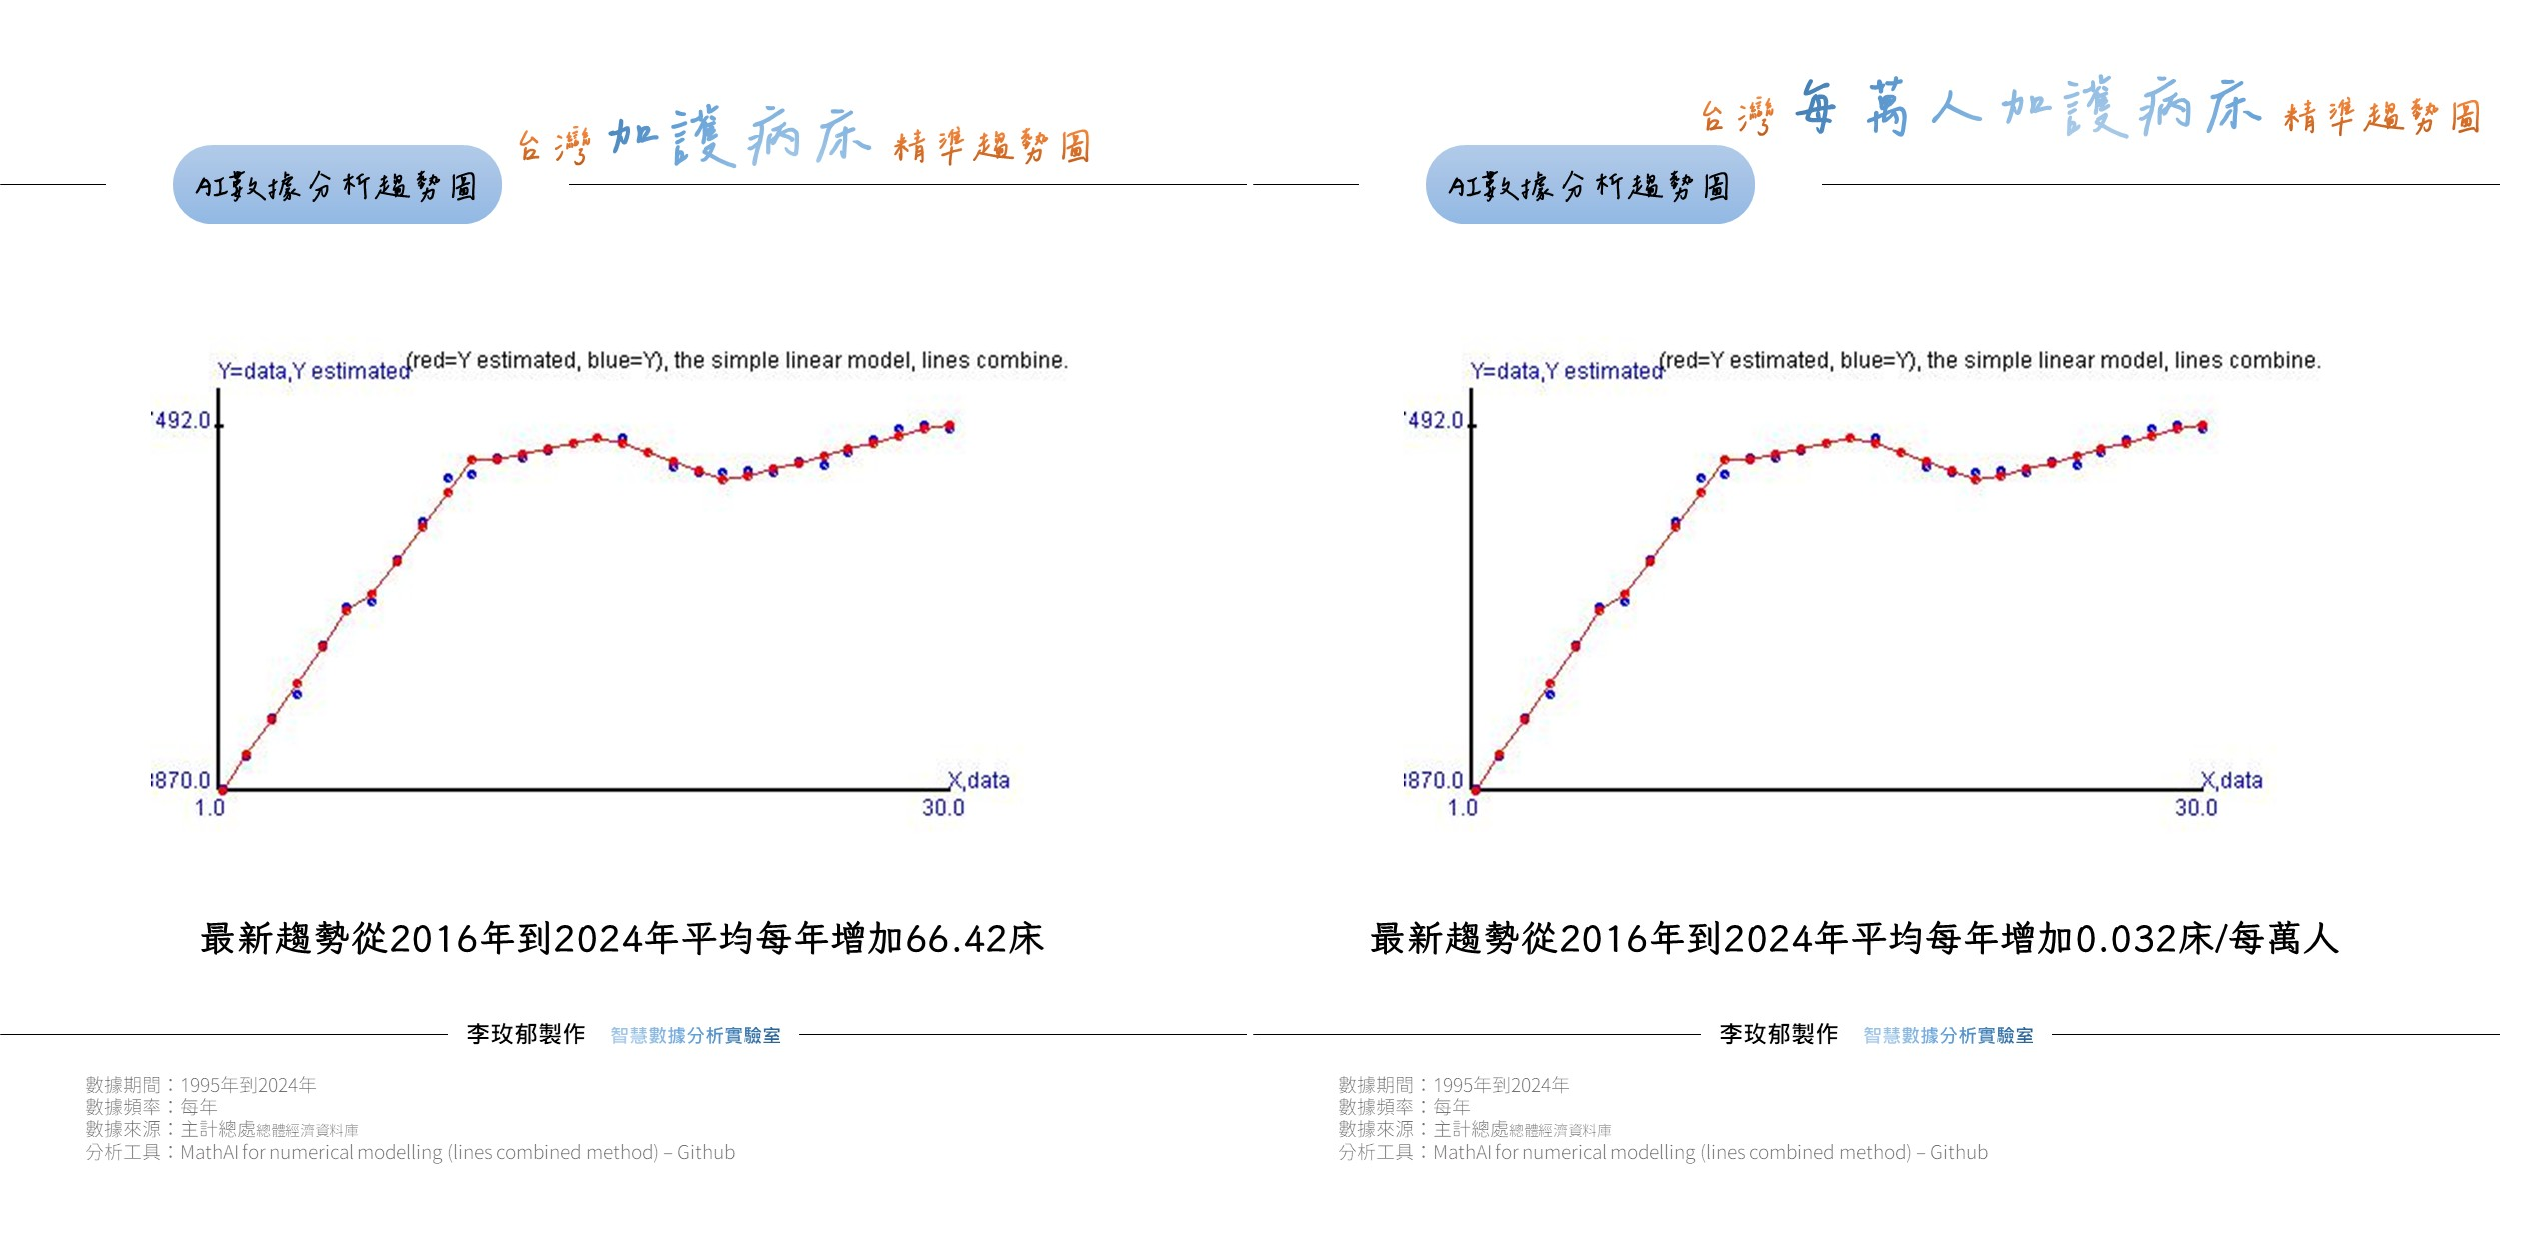 台灣 加護病床 精準趨勢圖
AI數據分析趨勢圖
Y=data,Y estimated
(red=Y estimated, blue=Y), the simple linear model, lines combine.
492.0
870.0
X,data
1.0
30.0
最新趨勢從2016年到2024年平均每年增加66.42床
李玫郁製作 智慧數據分析實驗室
數據期間：1995年到2024年
數據頻率：每年
數據來源：主計總處總體經濟資料庫
分析工具：MathAI for numerical modelling (lines combined method) – Github
台灣 每萬人加護病床 精準趨勢圖
AI數據分析趨勢圖
Y=data,Y estimated
(red=Y estimated, blue=Y), the simple linear model, lines combine.
492.0
870.0
X,data
1.0
30.0
最新趨勢從2016年到2024年平均每年增加0.032床/每萬人
李玫郁製作 智慧數據分析實驗室
數據期間：1995年到2024年
數據頻率：每年
數據來源：主計總處總體經濟資料庫
分析工具：MathAI for numerical modelling (lines combined method) – Github